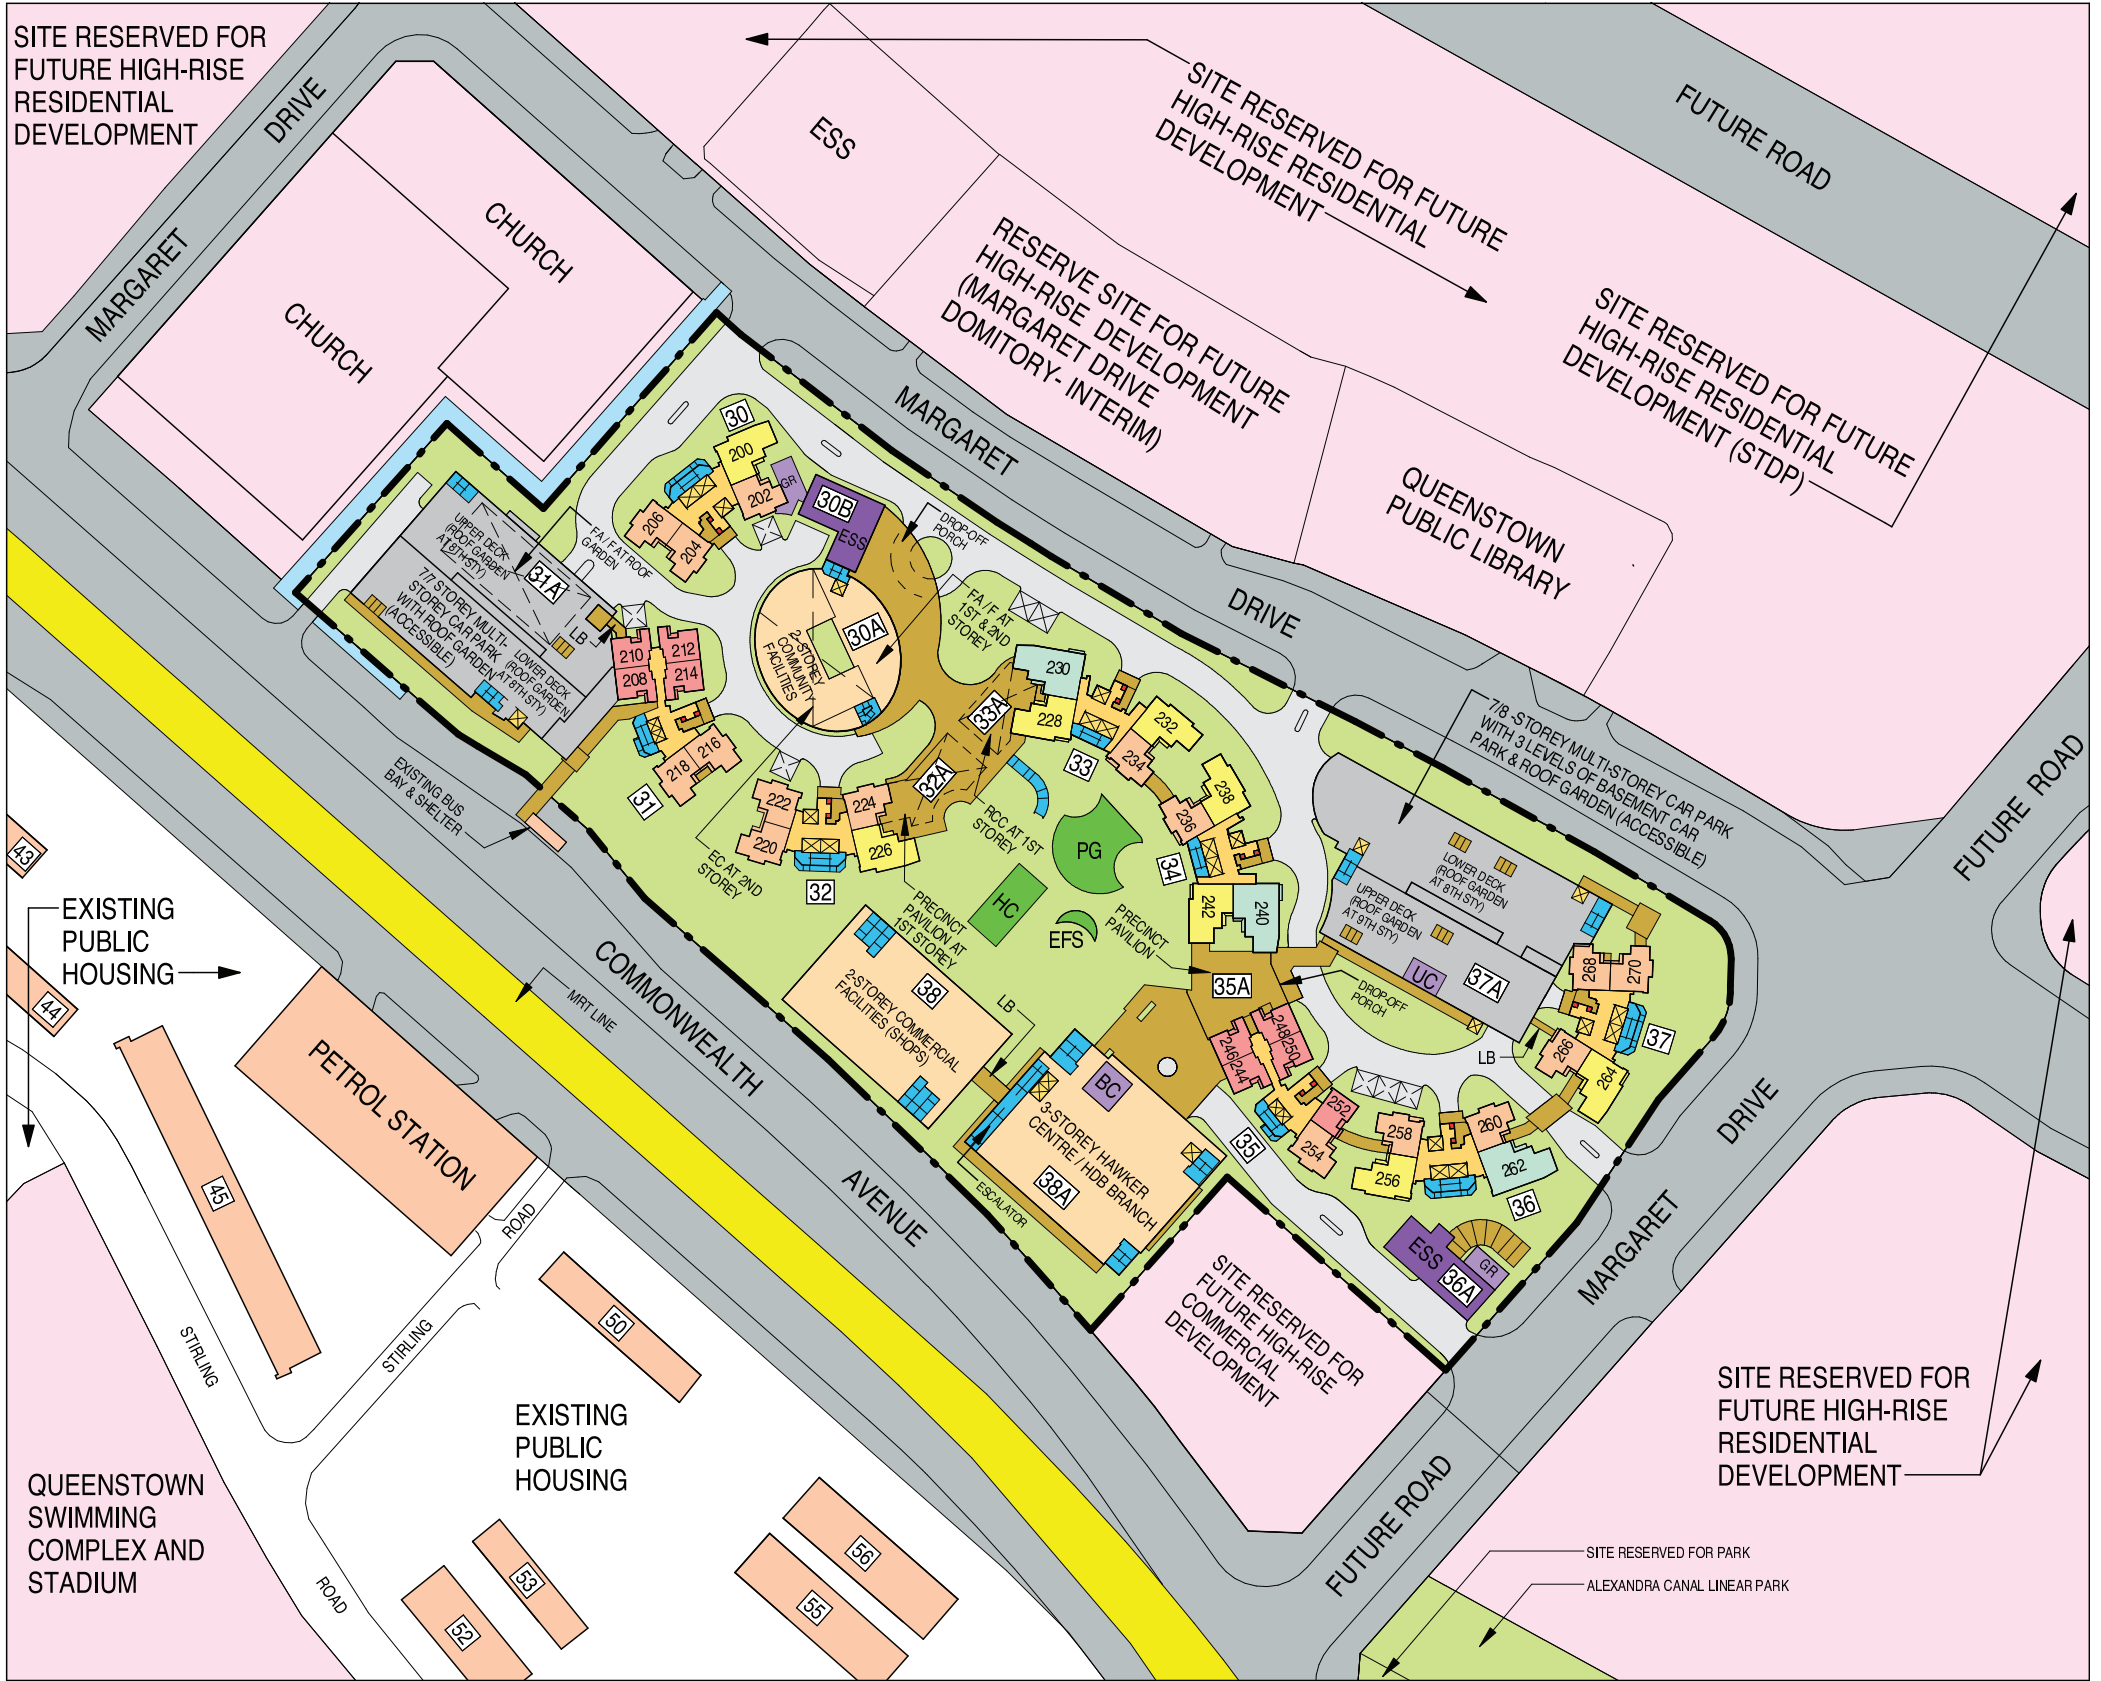 SITE RESERVED FOR
FUTURE HIGH-RISE
RESIDENTIAL
DEVELOPMENT
MARGARET
DRIVE
CHURCH
CHURCH
ESS
SITE RESERVED FOR FUTURE
HIGH-RISE RESIDENTIAL
DEVELOPMENT
FUTURE ROAD
RESERVE SITE FOR FUTURE
HIGH-RISE DEVELOPMENT
(MARGARET DRIVE
DOMITORY- INTERIM)
SITE RESERVED FOR FUTURE
HIGH-RISE RESIDENTIAL
DEVELOPMENT (STDP)
QUEENSTOWN
PUBLIC LIBRARY
MARGARET
DRIVE
FUTURE ROAD
30
200
202
204
206
GR
30B
ESS
DROP-OFF
PORCH
UPPER DECK
(ROOF GARDEN
AT 8TH STY)
31A
FA / F AT ROOF
GARDEN
7/7 STOREY MULTI-
STOREY CAR PARK
WITH ROOF GARDEN
(ACCESSIBLE)
LOWER DECK
(ROOF GARDEN
AT 8TH STY)
LB
210
212
208
214
216
218
31
30A
2-STOREY
COMMUNITY
FACILITIES
FA / F AT
1ST & 2ND
STOREY
33A
32A
230
228
232
234
33
238
236
34
242
240
222
220
224
226
32
EC AT 2ND
STOREY
RCC AT 1ST
STOREY
PG
HC
EFS
PRECINCT
PAVILION AT
1ST STOREY
PRECINCT
PAVILION
35A
7/8 -STOREY MULTI-STOREY CAR PARK
WITH 3 LEVELS OF BASEMENT CAR
PARK & ROOF GARDEN (ACCESSIBLE)
LOWER DECK
(ROOF GARDEN
AT 8TH STY)
UPPER DECK
(ROOF GARDEN
AT 9TH STY)
UC
37A
DROP-OFF
PORCH
LB
268
270
266
264
37
246
244
248
250
252
254
35
258
256
260
262
36
ESS
36A
GR
38
2-STOREY COMMERCIAL
FACILITIES (SHOPS)
LB
BC
3-STOREY HAWKER
CENTRE / HDB BRANCH
38A
ESCALATOR
EXISTING BUS
BAY & SHELTER
MRT LINE
COMMONWEALTH
AVENUE
43
44
EXISTING
PUBLIC
HOUSING
45
PETROL STATION
STIRLING
ROAD
STIRLING
ROAD
50
EXISTING
PUBLIC
HOUSING
52
53
55
56
QUEENSTOWN
SWIMMING
COMPLEX AND
STADIUM
SITE RESERVED FOR
FUTURE HIGH-RISE
COMMERCIAL
DEVELOPMENT
MARGARET
DRIVE
FUTURE ROAD
SITE RESERVED FOR
FUTURE HIGH-RISE
RESIDENTIAL
DEVELOPMENT
SITE RESERVED FOR PARK
ALEXANDRA CANAL LINEAR PARK